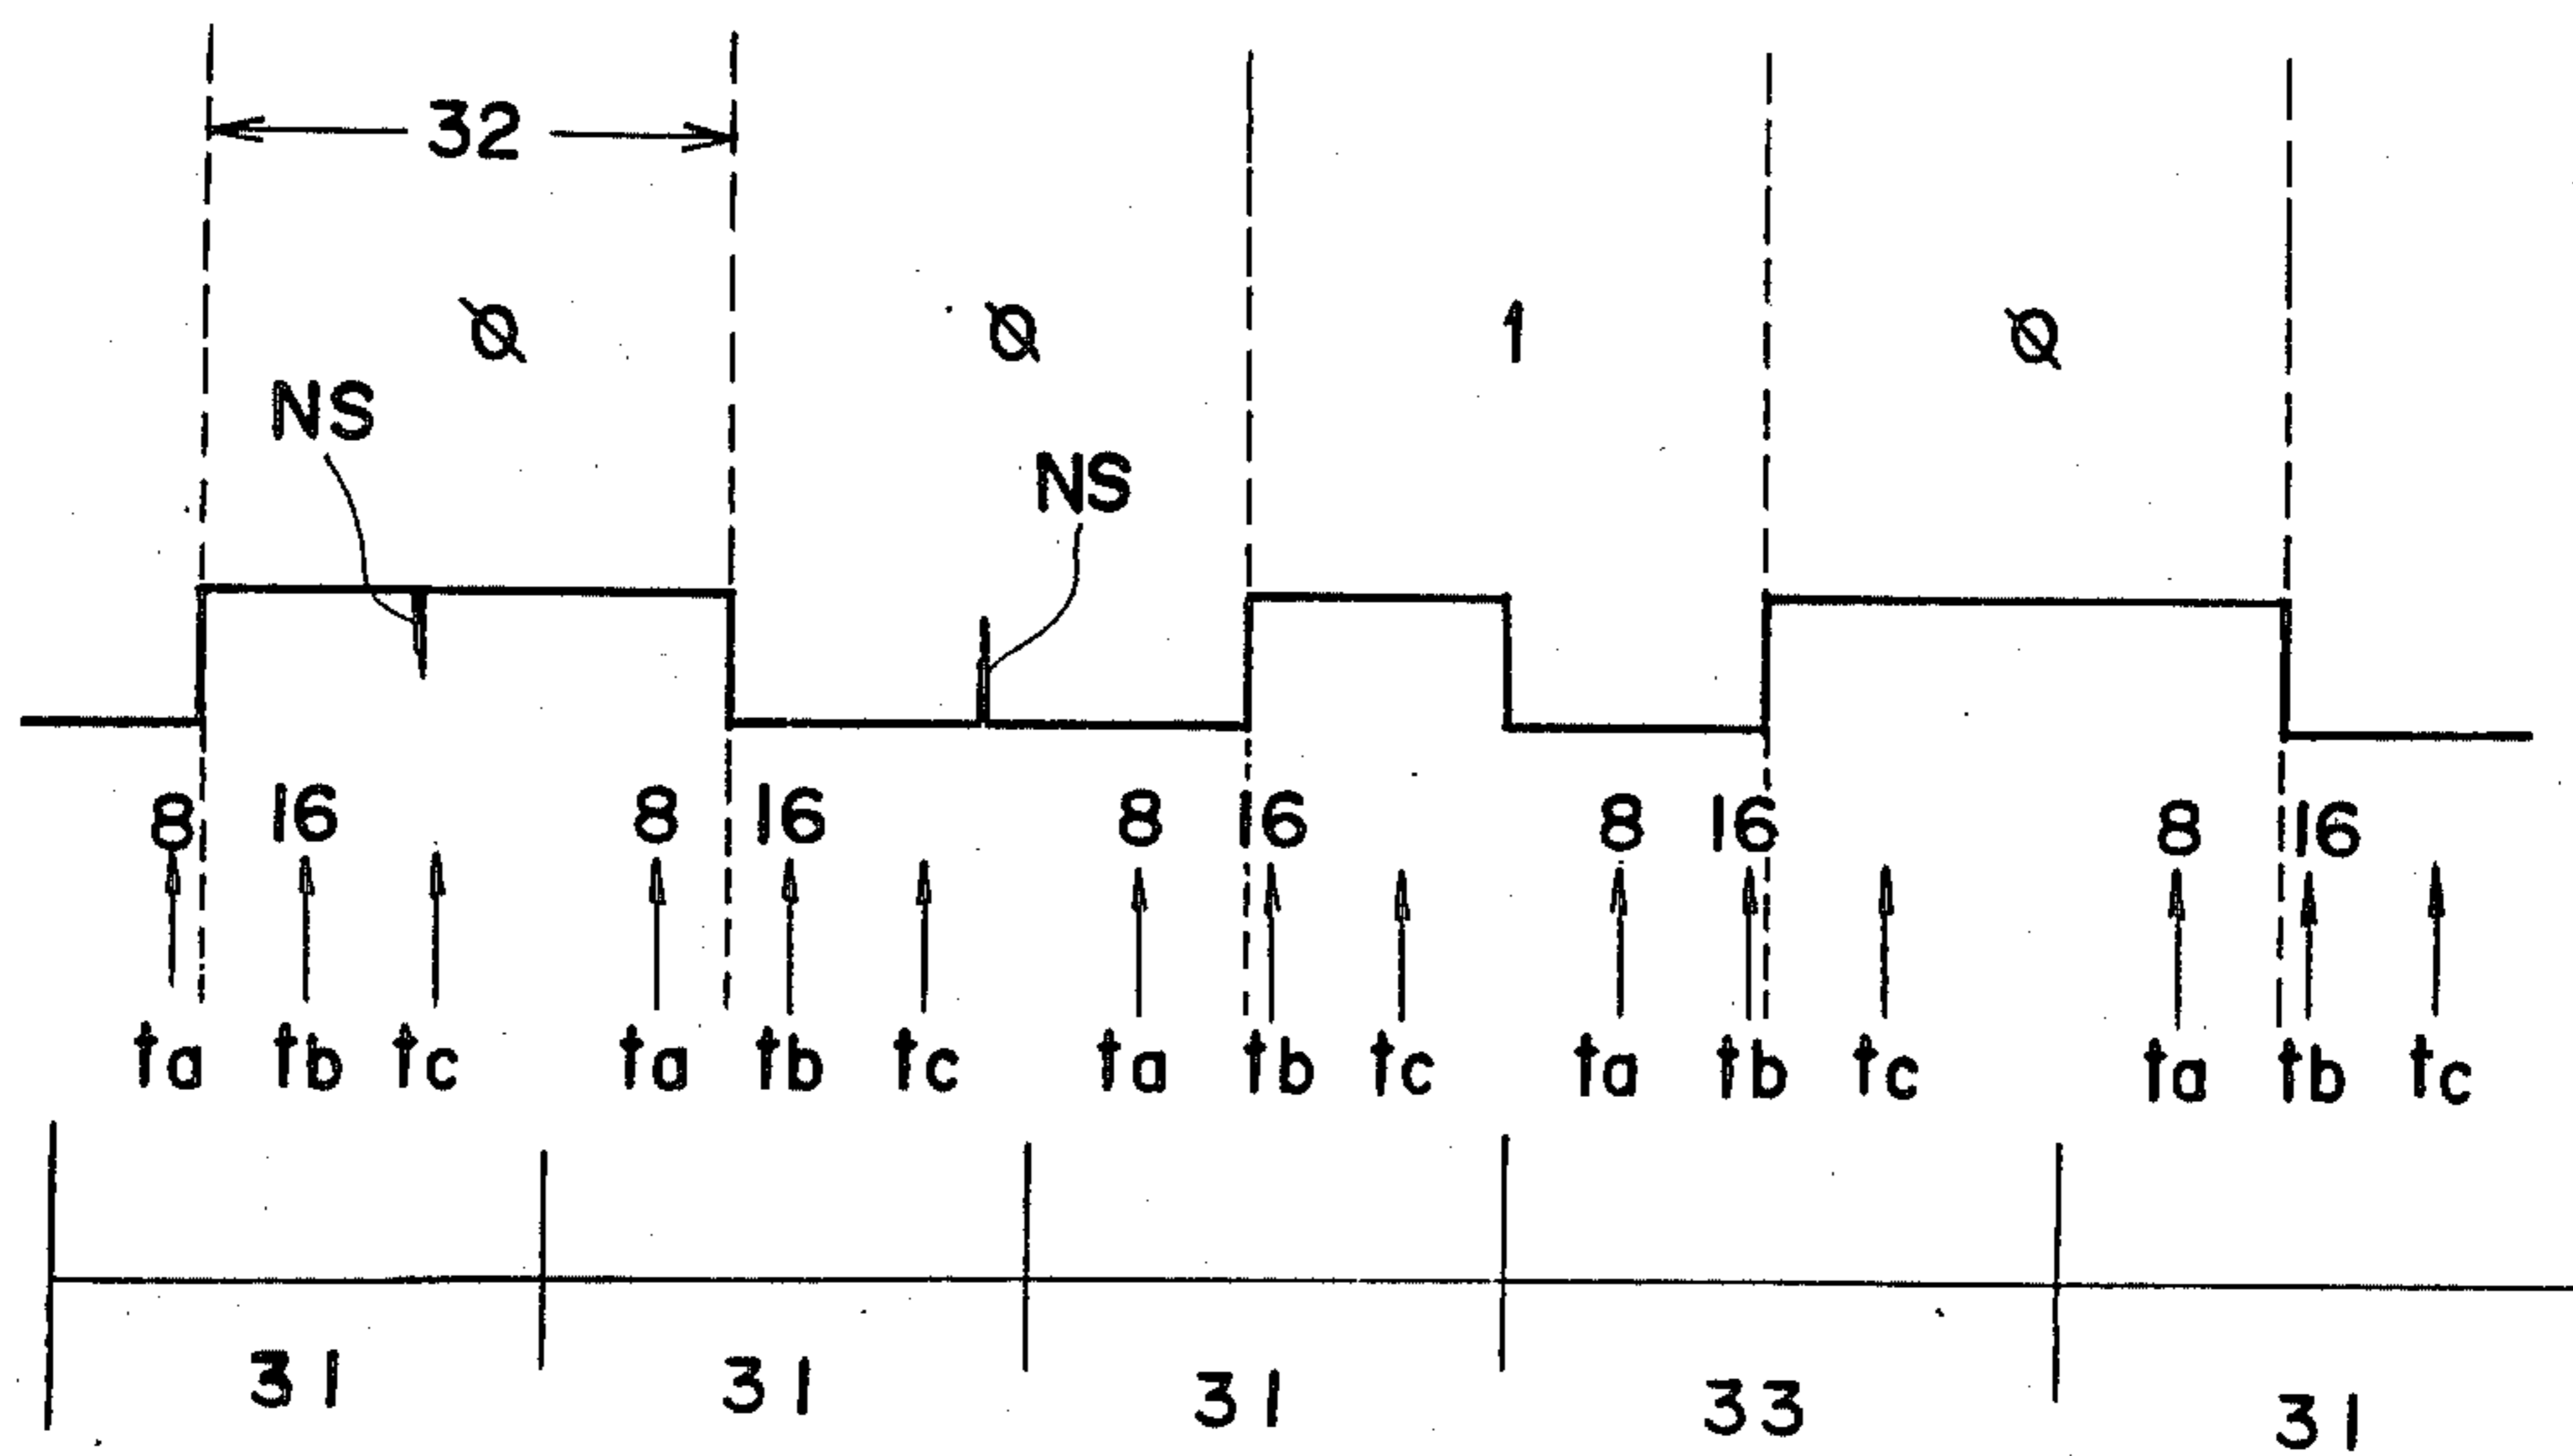 32
Ø Ø 1 Ø
NS
NS
8 16 8 16 8 16 8 16 8 16
ta tb tc ta tb tc ta tb tc ta tb tc ta tb tc
31 31 31 33 31